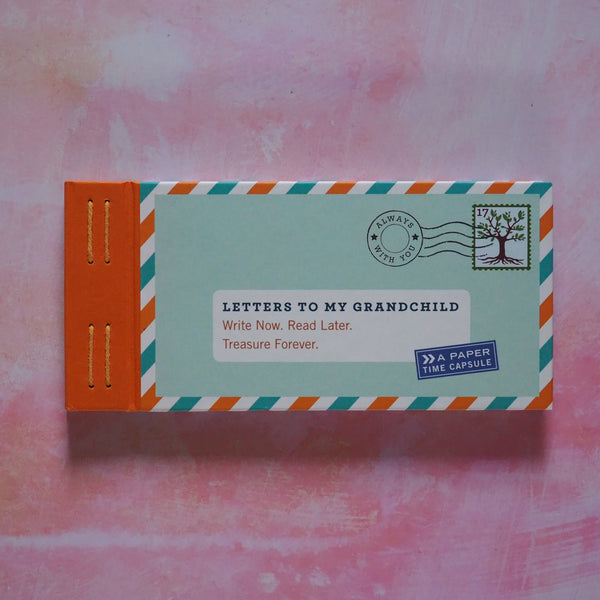 ALWAYS
WITH YOU
17
LETTERS TO MY GRANDCHILD
Write Now. Read Later.
Treasure Forever.
A PAPER
TIME CAPSULE